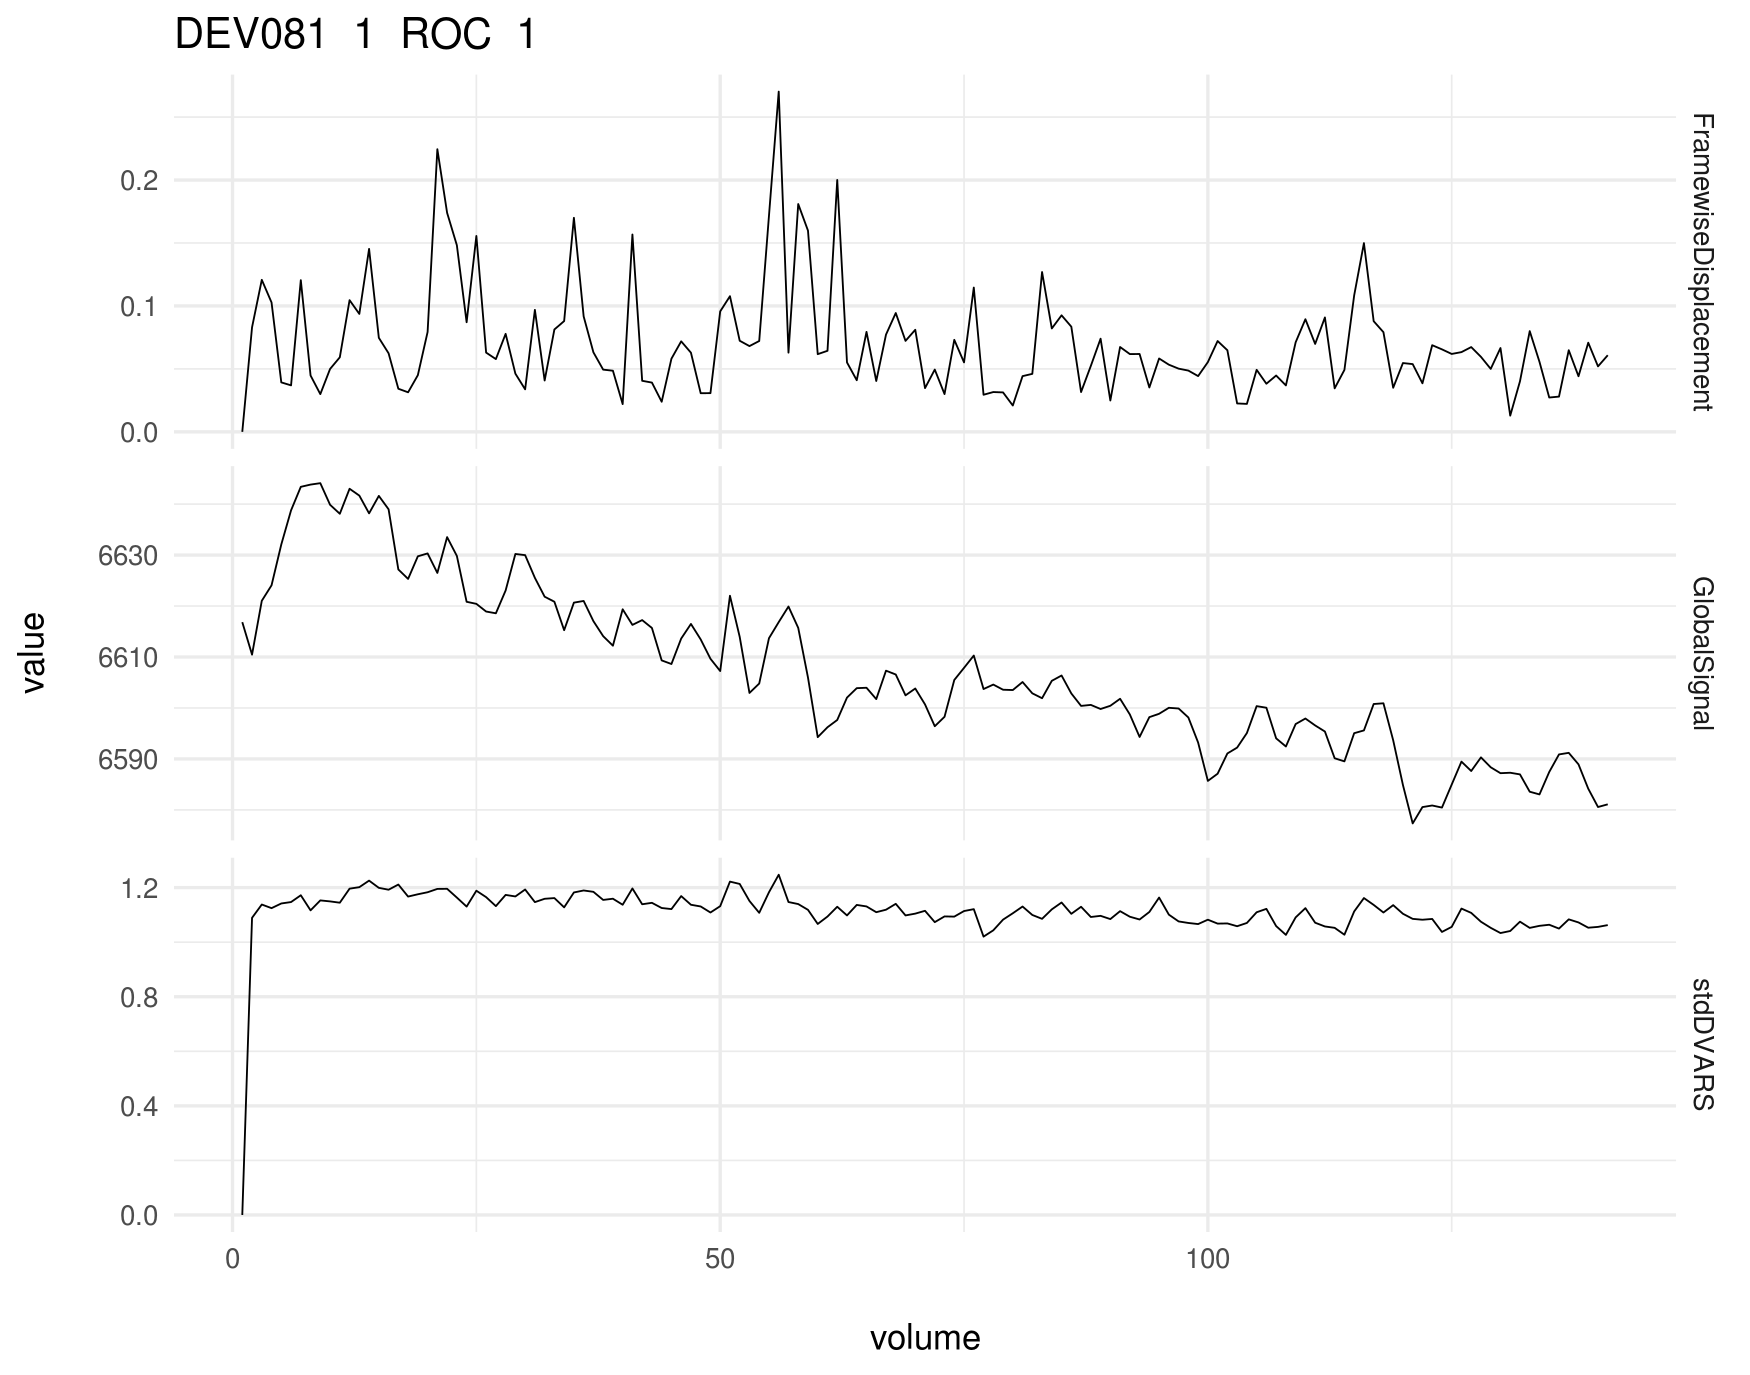 DEV081 1 ROC 1
0.2
0.1
0.0
FramewiseDisplacement
6630
6610
6590
GlobalSignal
value
1.2
0.8
0.4
0.0
stdDVARS
0 50 100
volume